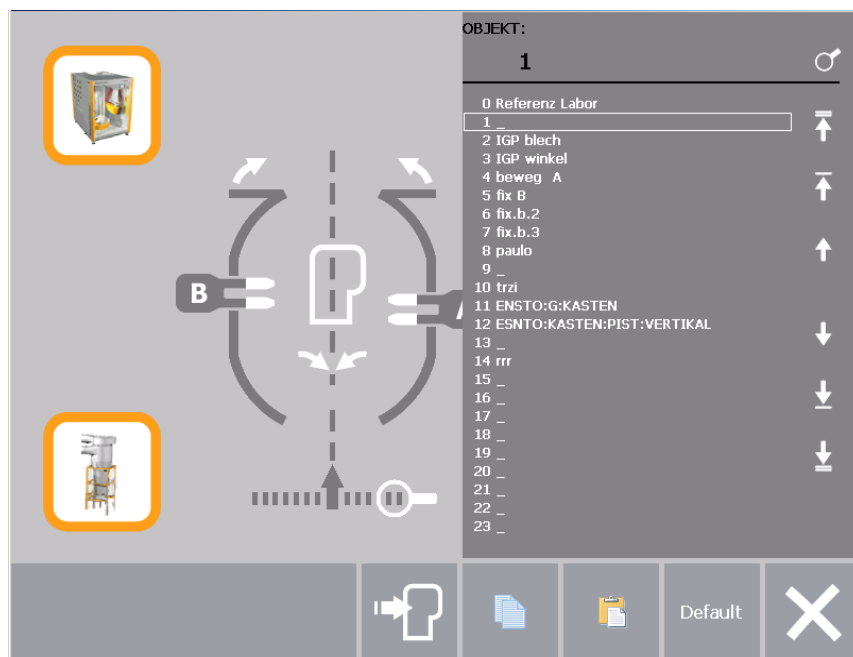 OBJEKT:
1
0 Referenz Labor
1 _
2 IGP blech
3 IGP winkel
4 beweg A
5 fix B
6 fix.b.2
7 fix.b.3
8 paulo
9 _
10 trzi
11 ENSTO:G:KASTEN
12 ESNTO:KASTEN:PIST:VERTIKAL
13 _
14 rrr
15 _
16 _
17 _
18 _
19 _
20 _
21 _
22 _
23 _
B
Default